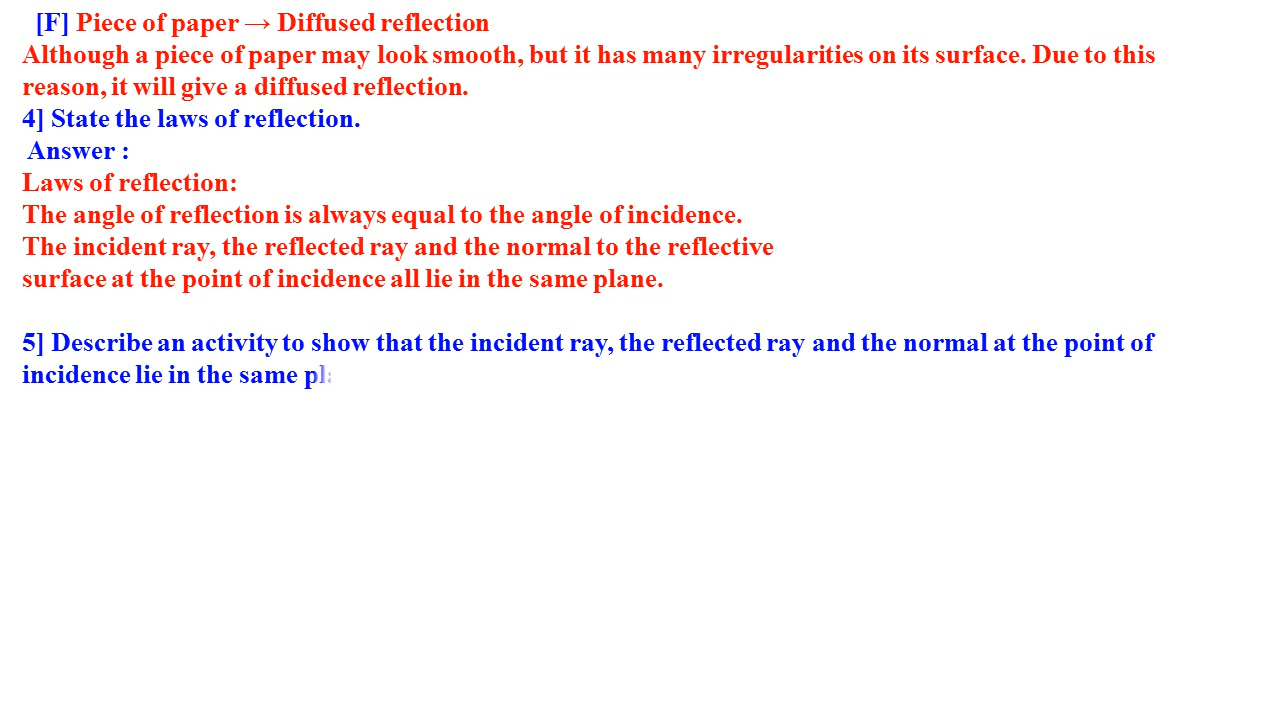 [F] Piece of paper → Diffused reflection
Although a piece of paper may look smooth, but it has many irregularities on its surface. Due to this
reason, it will give a diffused reflection.
4] State the laws of reflection.
Answer :
Laws of reflection:
The angle of reflection is always equal to the angle of incidence.
The incident ray, the reflected ray and the normal to the reflective
surface at the point of incidence all lie in the same plane.
5] Describe an activity to show that the incident ray, the reflected ray and the normal at the point of
incidence lie in the same